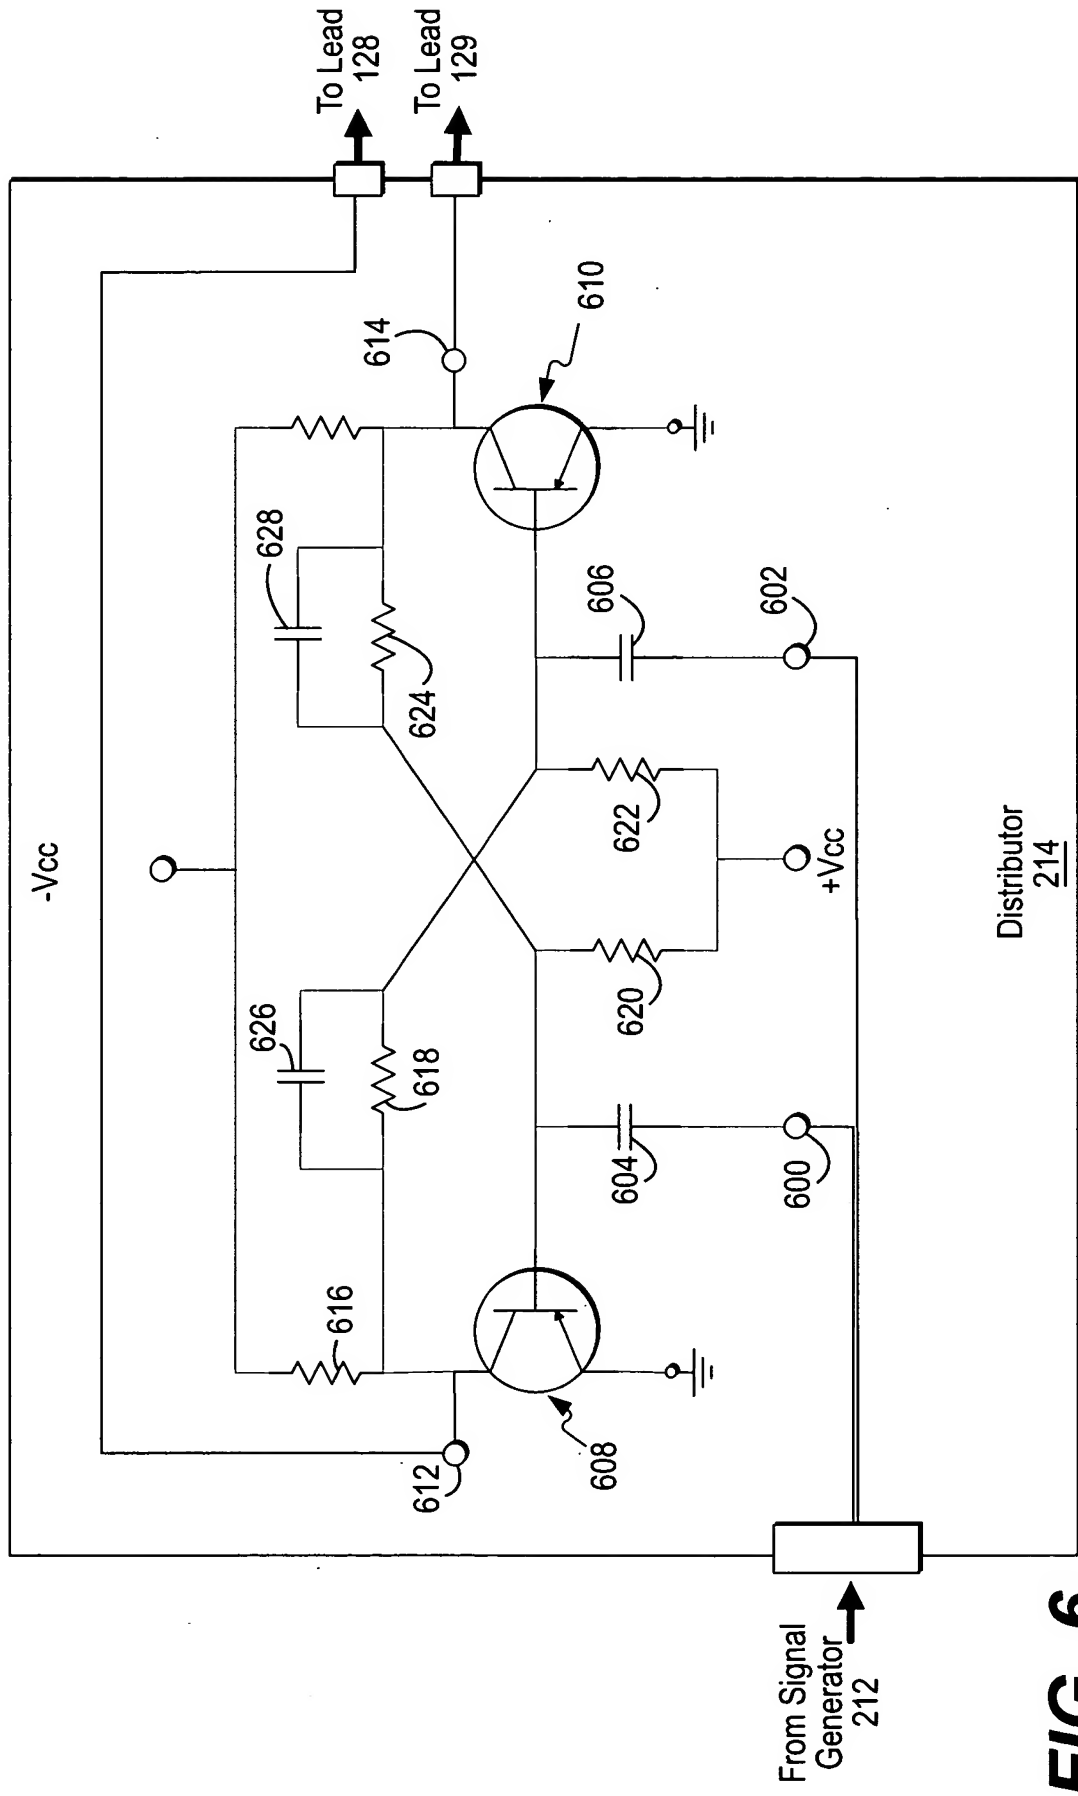 -Vcc
To Lead
128
To Lead
129
614
610
628
624
606
602
622
+Vcc
626
618
620
604
600
616
612
608
Distributor
214
From Signal
Generator
212
FIG. 6